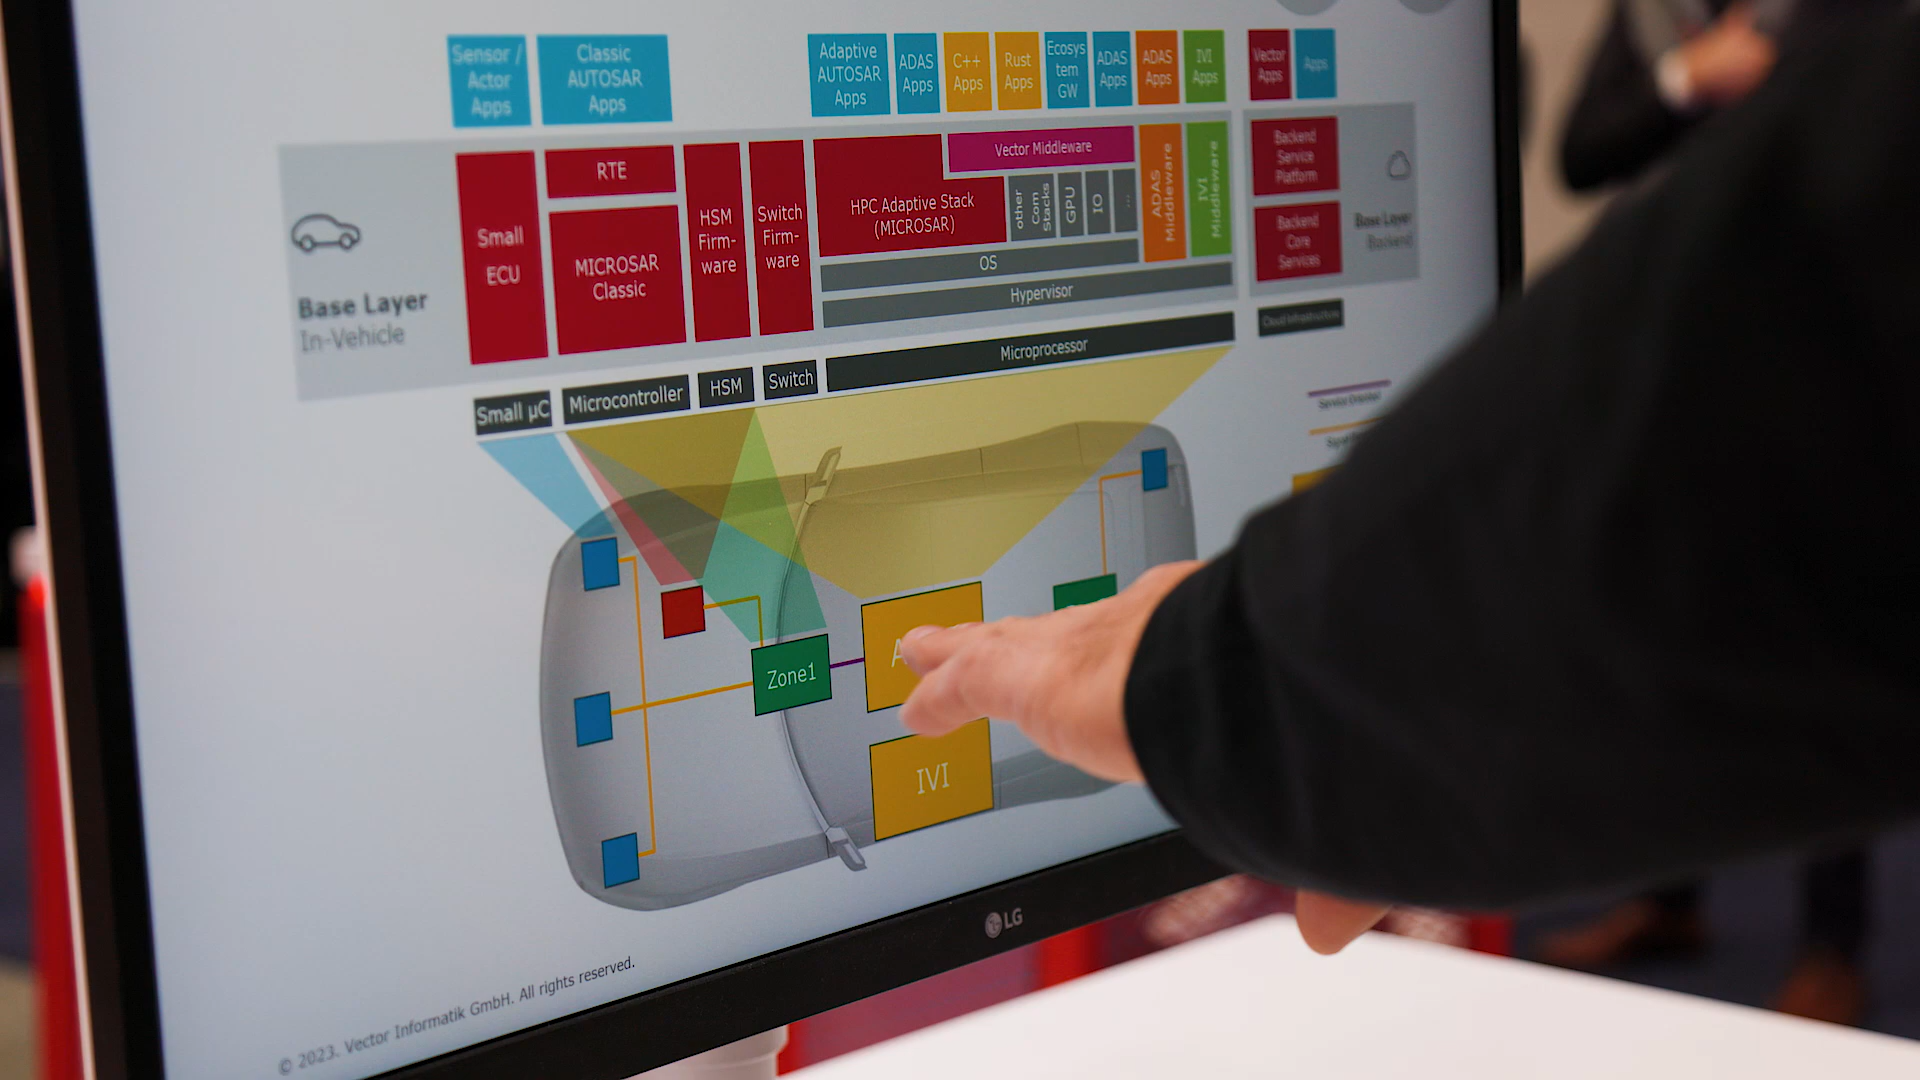 Sensor /
Actor
Apps
Classic
AUTOSAR
Apps
Adaptive
AUTOSAR
Apps
ADAS
Apps
C++
Apps
Rust
Apps
Ecosys
tem
GW
ADAS
Apps
ADAS
Apps
IVI
Apps
Vector
Apps
Apps
Base Layer
In-Vehicle
Small
ECU
RTE
MICROSAR
Classic
HSM
Firm-
ware
Switch
Firm-
ware
HPC Adaptive Stack
(MICROSAR)
Vector Middleware
other
Com
Stacks
GPU
IO
...
ADAS
Middleware
IVI
Middleware
OS
Hypervisor
Backend
Service
Platform
Backend
Core
Services
Base Layer
Backend
Small µC
Microcontroller
HSM
Switch
Microprocessor
Cloud Infrastructure
Service Oriented
Zone1
A
IVI
LG
© 2023. Vector Informatik GmbH. All rights reserved.